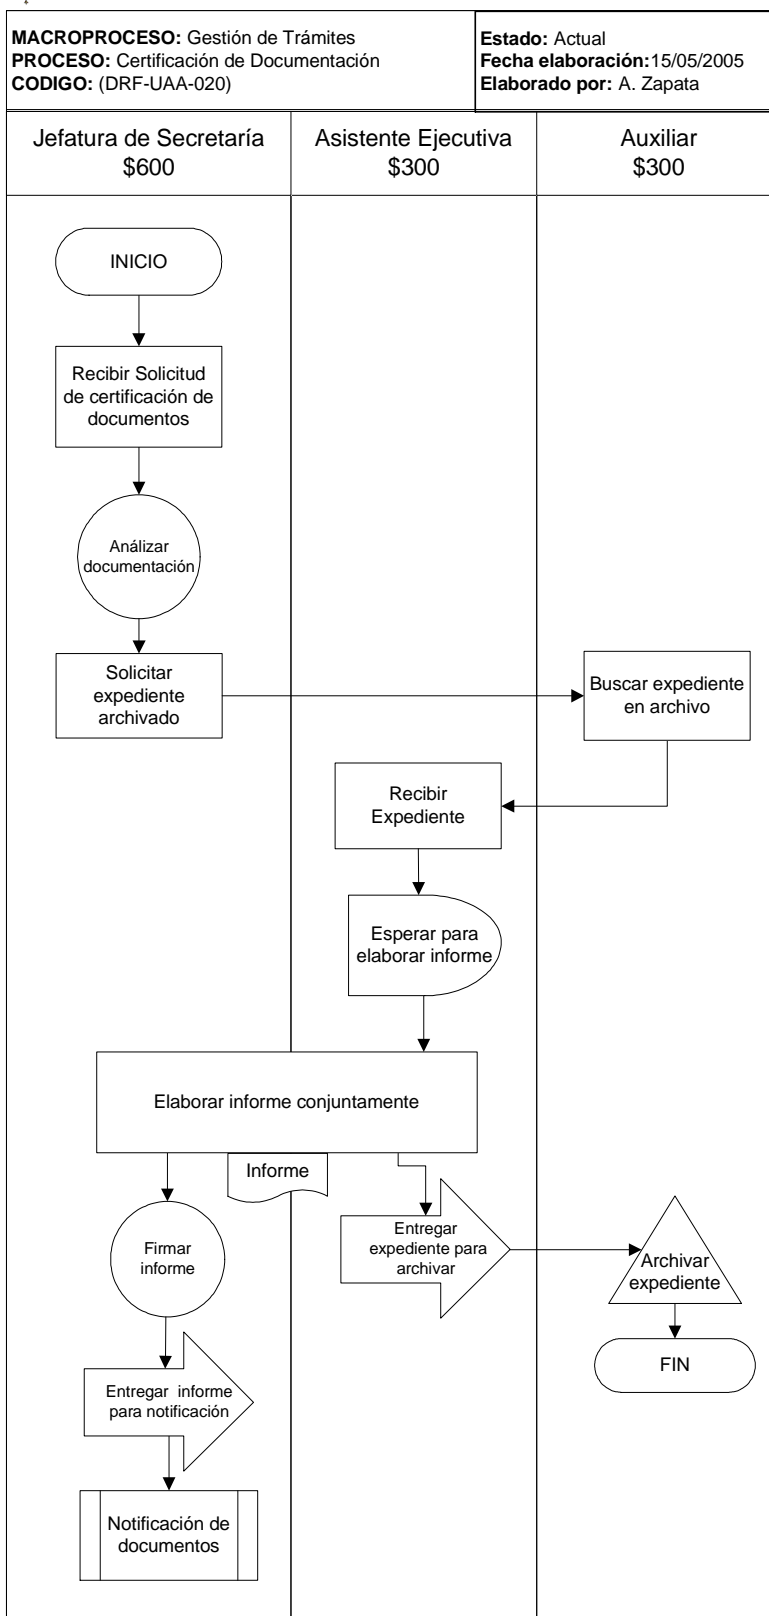 MACROPROCESO: Gestión de Trámites
PROCESO: Certificación de Documentación
CODIGO: (DRF-UAA-020)
Estado: Actual
Fecha elaboración:15/05/2005
Elaborado por: A. Zapata
Jefatura de Secretaría
$600
Asistente Ejecutiva
$300
Auxiliar
$300
INICIO
Recibir Solicitud
de certificación de
documentos
Análizar
documentación
Solicitar
expediente
archivado
Buscar expediente
en archivo
Recibir
Expediente
Esperar para
elaborar informe
Elaborar informe conjuntamente
Informe
Firmar
informe
Entregar
expediente para
archivar
Archivar
expediente
FIN
Entregar informe
para notificación
Notificación de
documentos